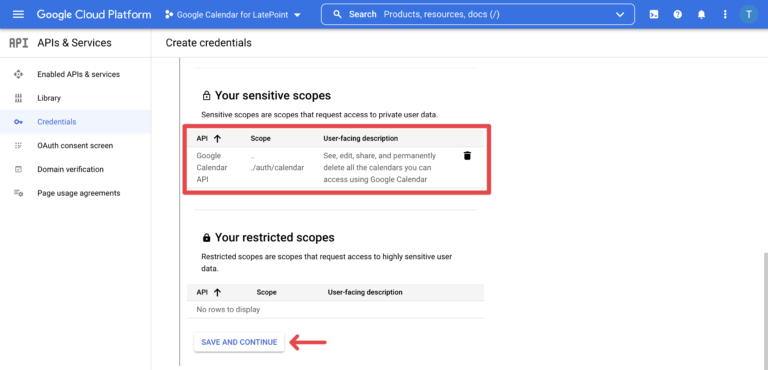 Google Cloud Platform
Google Calendar for LatePoint
Search Products, resources, docs (/)
T
API APIs & Services
Create credentials
Enabled APIs & services
Library
Credentials
OAuth consent screen
Domain verification
Page usage agreements
Your sensitive scopes
Sensitive scopes are scopes that request access to private user data.
API Scope User-facing description
Google .. See, edit, share, and permanently
Calendar ./auth/calendar delete all the calendars you can
API access using Google Calendar
Your restricted scopes
Restricted scopes are scopes that request access to highly sensitive user
data.
API Scope User-facing description
No rows to display
SAVE AND CONTINUE